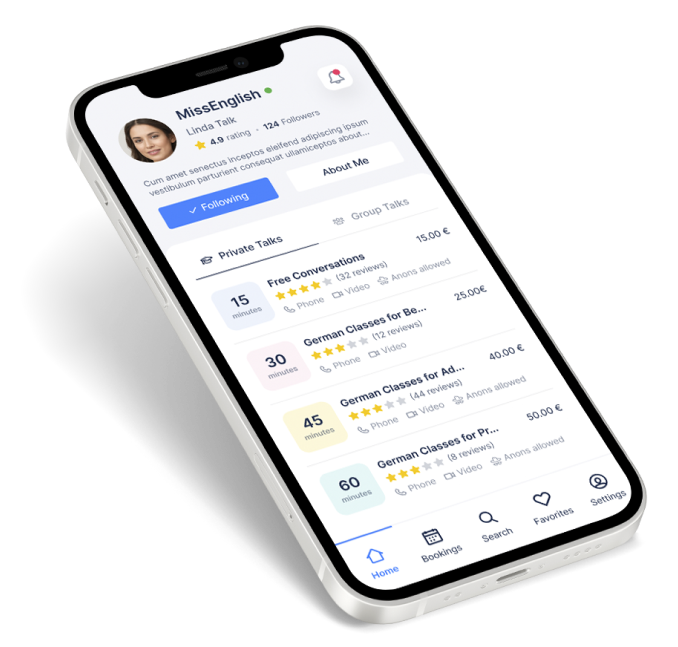 MissEnglish
Linda Talk
4.9 rating · 124 Followers
Cum amet senectus inceptos eleifend adipiscing ipsum
vestibulum parturient consequat ullamiceptos about...
Following
About Me
Private Talks
Group Talks
15 minutes
Free Conversations
15.00 €
(32 reviews)
Phone Video Anons allowed
30 minutes
German Classes for Be...
25.00€
(12 reviews)
Phone Video
45 minutes
German Classes for Ad...
40.00 €
(44 reviews)
Phone Video Anons allowed
60 minutes
German Classes for Pr...
50.00 €
(8 reviews)
Phone Video Anons allowed
Home
Bookings
Search
Favorites
Settings